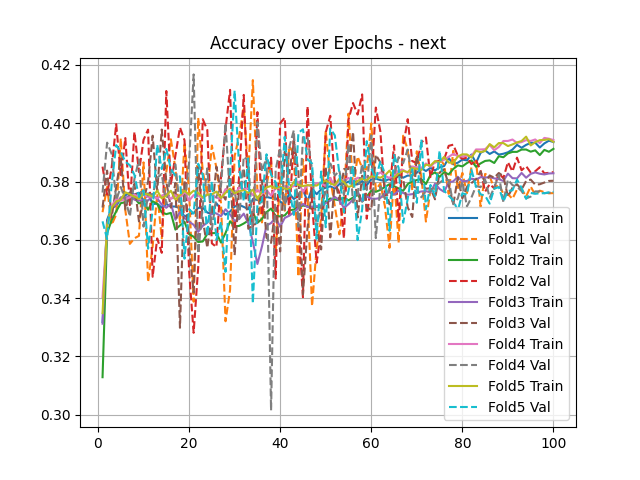 Accuracy over Epochs - next
0.42
0.40
0.38
0.36
0.34
0.32
0.30
0
20
40
60
80
100
Fold1 Train
Fold1 Val
Fold2 Train
Fold2 Val
Fold3 Train
Fold3 Val
Fold4 Train
Fold4 Val
Fold5 Train
Fold5 Val